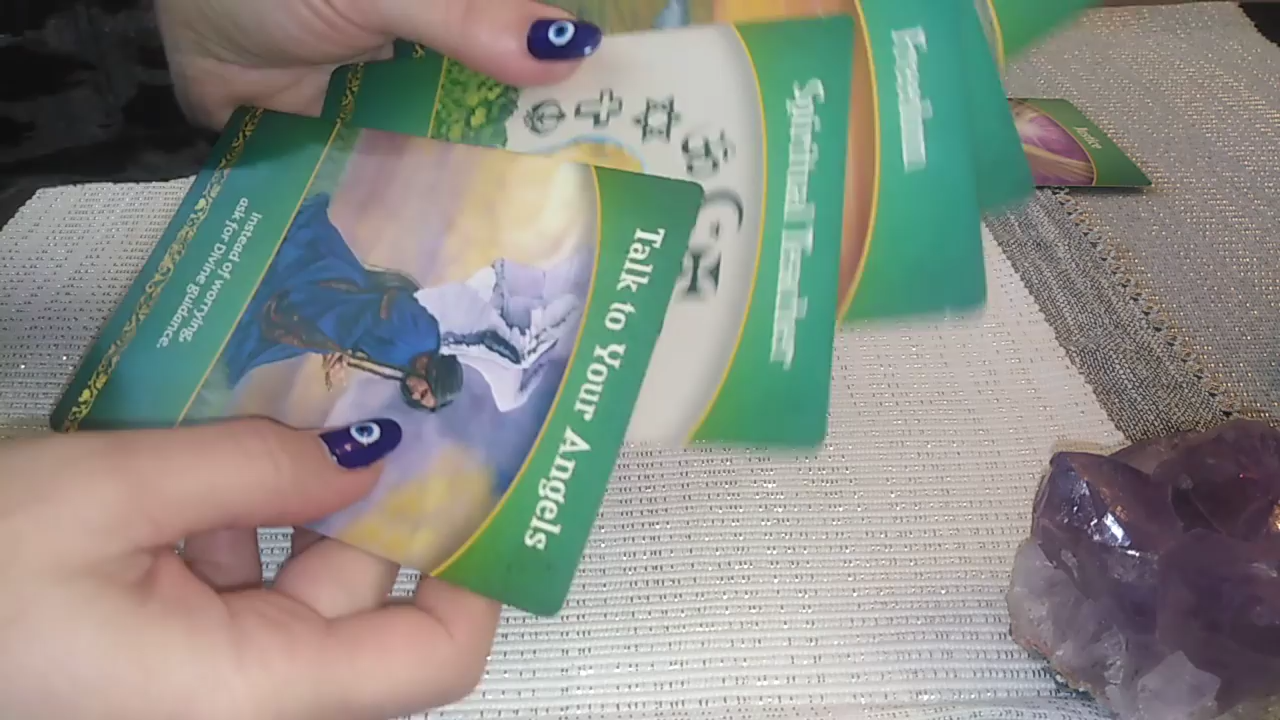 Talk to Your Angels
instead of worrying,
ask for Divine guidance.
Spiritual Teacher